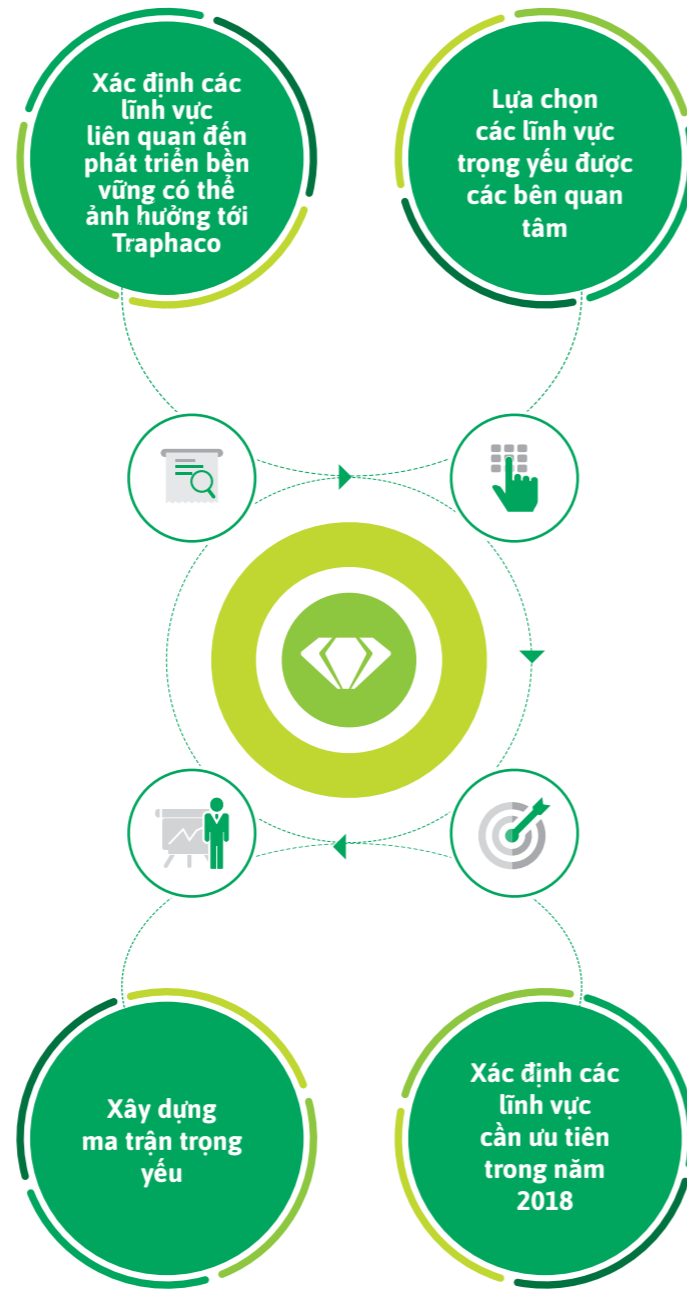 Xác định các
lĩnh vực
liên quan đến
phát triển bền
vững có thể
ảnh hưởng tới
Traphaco
Lựa chọn
các lĩnh vực
trọng yếu được
các bên quan
tâm
Xây dựng
ma trận trọng
yếu
Xác định các
lĩnh vực
cần ưu tiên
trong năm
2018